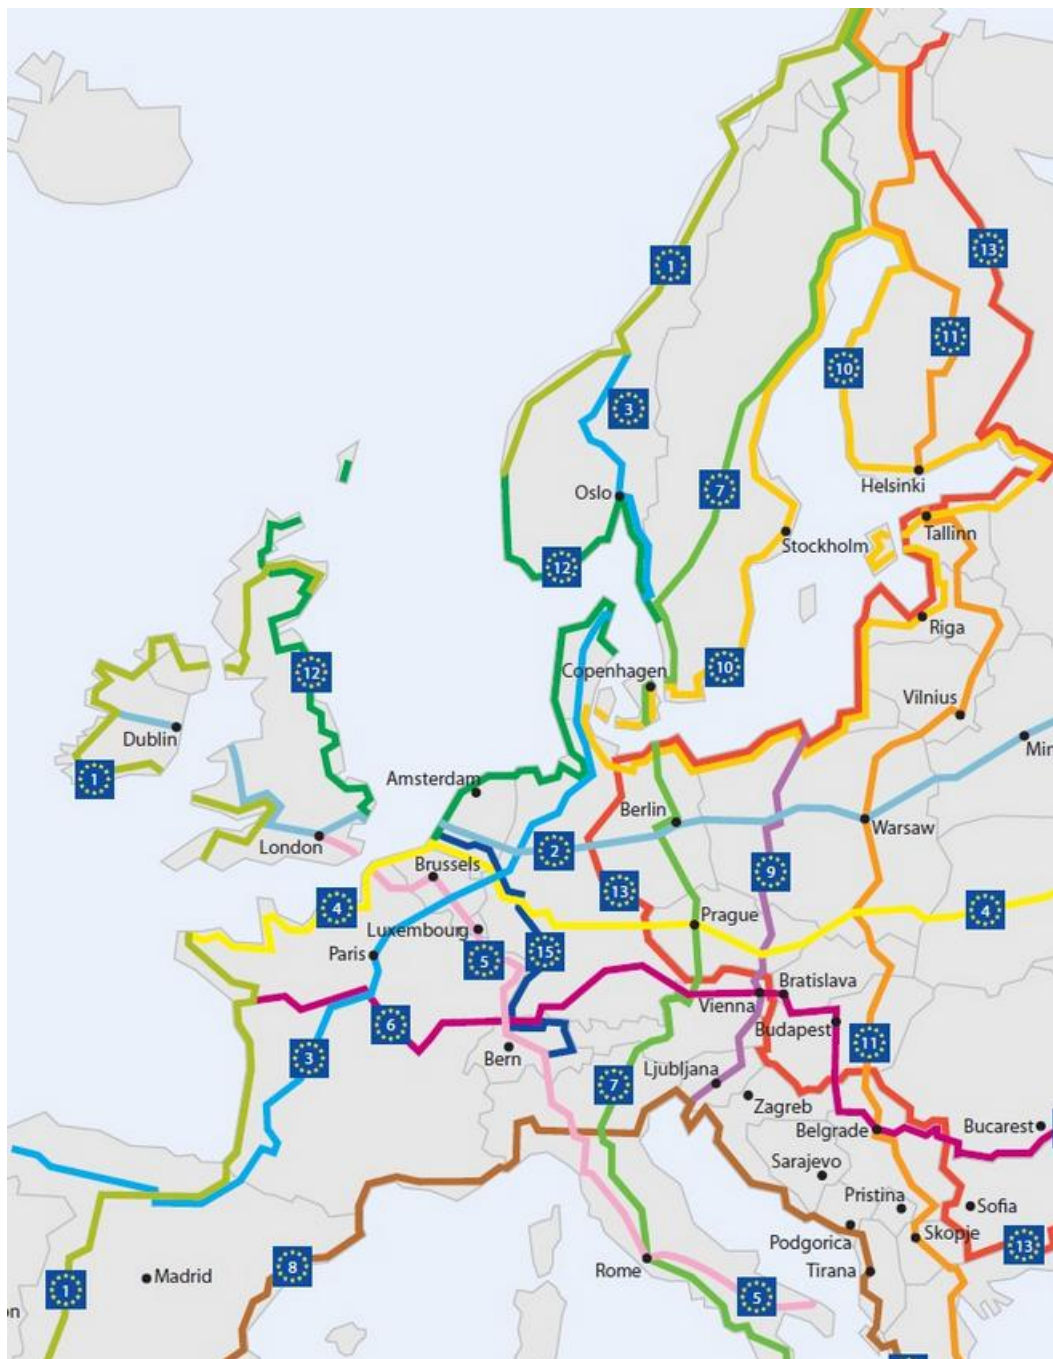 1
13
11
10
3
7
Oslo
Helsinki
Tallinn
Stockholm
12
Riga
12
Copenhagen
10
Vilnius
Dublin
Min
1
Amsterdam
Berlin
Warsaw
London
2
Brussels
9
13
4
4
Prague
Luxembourg
Paris
5
15
Bratislava
Vienna
6
Budapest
11
3
Bern
7
Ljubljana
Zagreb
Belgrade
Bucarest
Sarajevo
Pristina
Sofia
Podgorica
Skopje
13
8
Madrid
Rome
Tirana
1
5
on